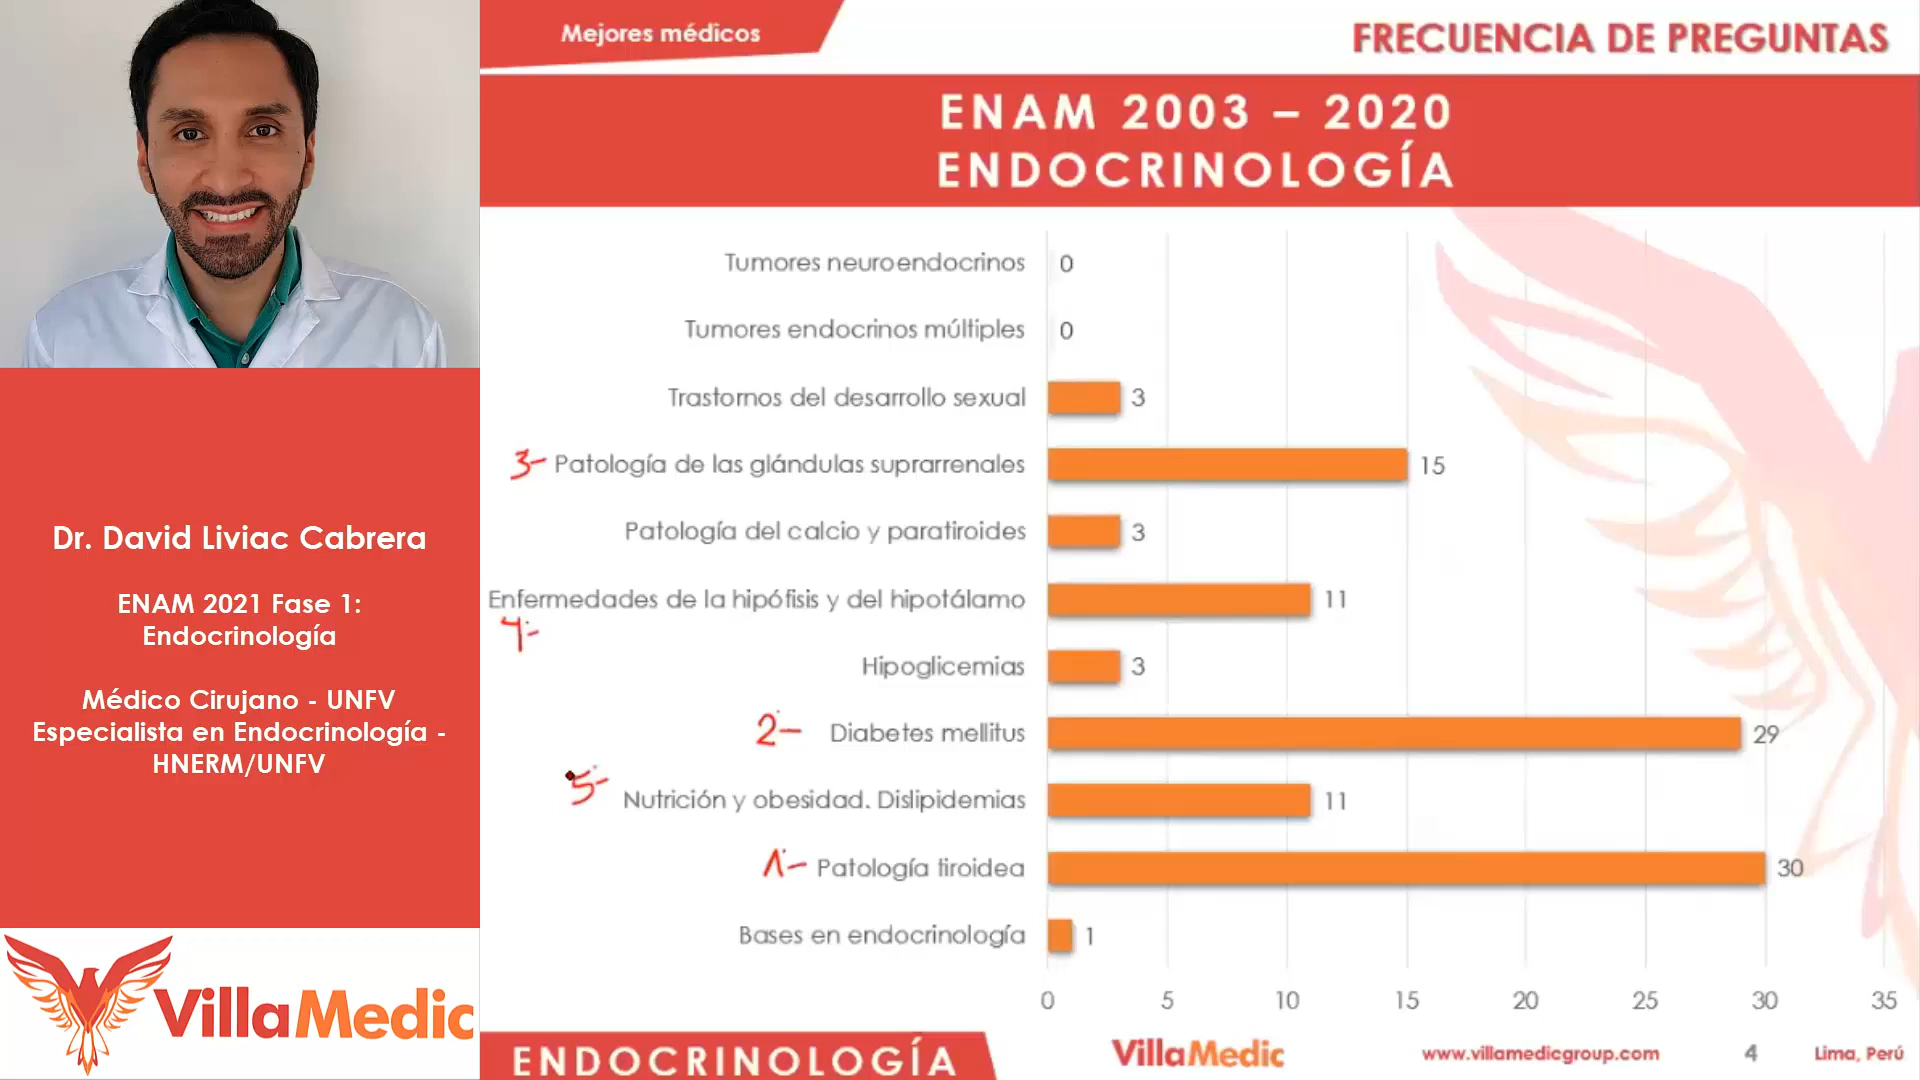 Dr. David Liviac Cabrera
ENAM 2021 Fase 1:
Endocrinología
Médico Cirujano - UNFV
Especialista en Endocrinología -
HNERM/UNFV
VillaMedic
Mejores médicos
FRECUENCIA DE PREGUNTAS
ENAM 2003 – 2020
ENDOCRINOLOGÍA
Tumores neuroendocrinos 0
Tumores endocrinos múltiples 0
Trastornos del desarrollo sexual 3
3- Patología de las glándulas suprarrenales 15
Patología del calcio y paratiroides 3
Enfermedades de la hipófisis y del hipotálamo 11
4-
Hipoglicemias 3
2- Diabetes mellitus 29
5- Nutrición y obesidad. Dislipidemias 11
1- Patología tiroidea 30
Bases en endocrinología 1
0 5 10 15 20 25 30 35
ENDOCRINOLOGÍA VillaMedic www.villamedicgroup.com 4 Lima, Perú